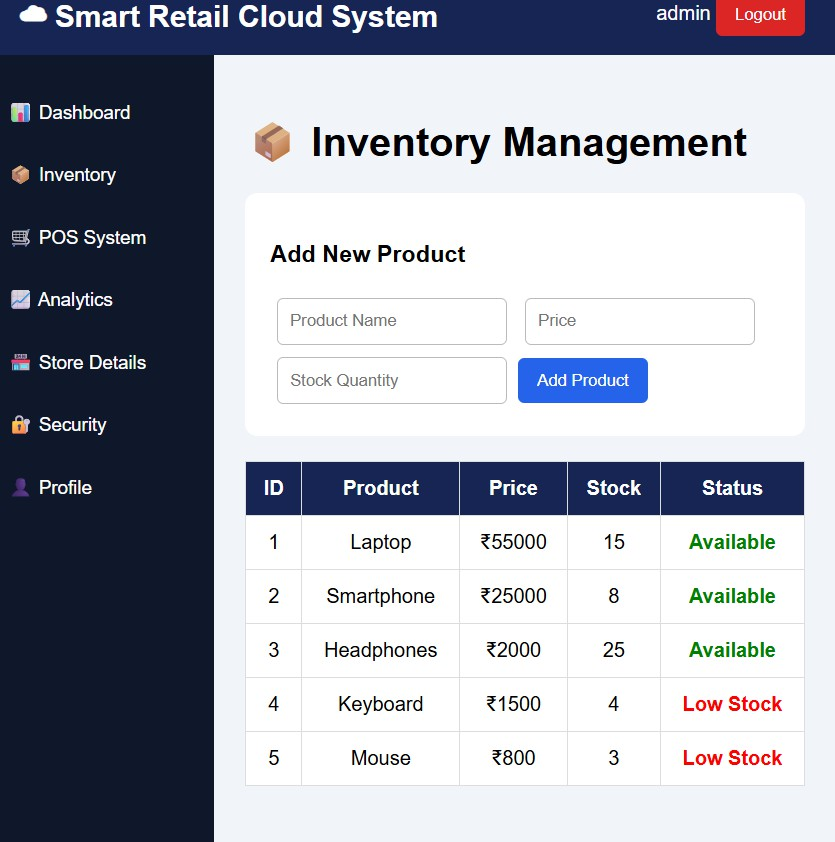 Smart Retail Cloud System
admin Logout
Dashboard
Inventory
POS System
Analytics
Store Details
Security
Profile
Inventory Management
Add New Product
Product Name Price
Stock Quantity Add Product
ID Product Price Stock Status
1 Laptop ₹55000 15 Available
2 Smartphone ₹25000 8 Available
3 Headphones ₹2000 25 Available
4 Keyboard ₹1500 4 Low Stock
5 Mouse ₹800 3 Low Stock